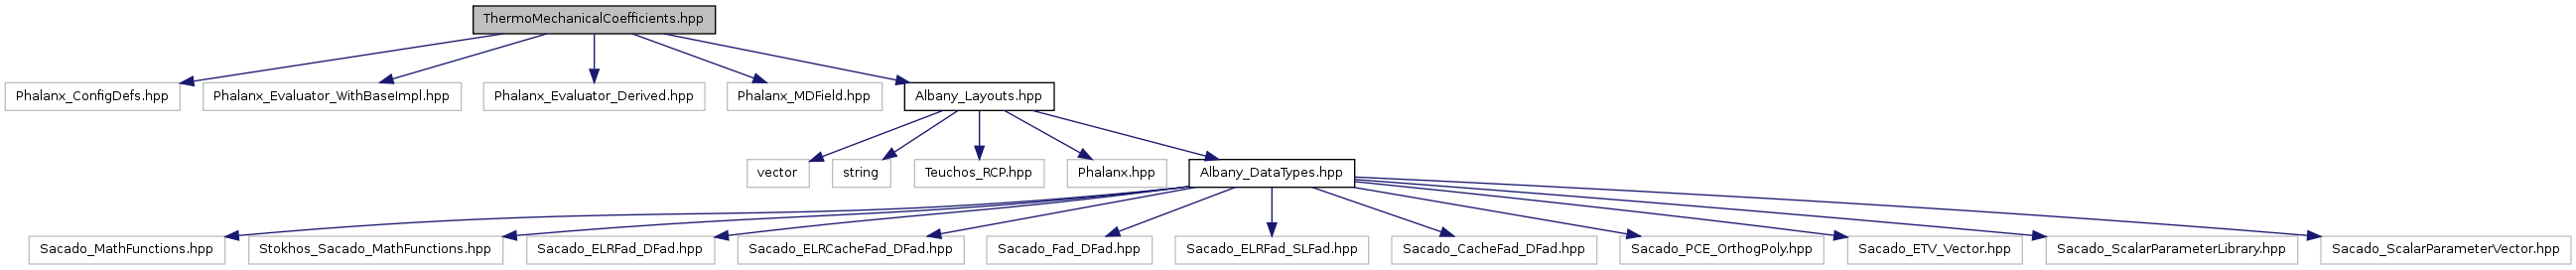 ThermoMechanicalCoefficients.hpp
Phalanx_ConfigDefs.hpp
Phalanx_Evaluator_WithBaseImpl.hpp
Phalanx_Evaluator_Derived.hpp
Phalanx_MDField.hpp
Albany_Layouts.hpp
vector
string
Teuchos_RCP.hpp
Phalanx.hpp
Albany_DataTypes.hpp
Sacado_MathFunctions.hpp
Stokhos_Sacado_MathFunctions.hpp
Sacado_ELRFad_DFad.hpp
Sacado_ELRCacheFad_DFad.hpp
Sacado_Fad_DFad.hpp
Sacado_ELRFad_SLFad.hpp
Sacado_CacheFad_DFad.hpp
Sacado_PCE_OrthogPoly.hpp
Sacado_ETV_Vector.hpp
Sacado_ScalarParameterLibrary.hpp
Sacado_ScalarParameterVector.hpp